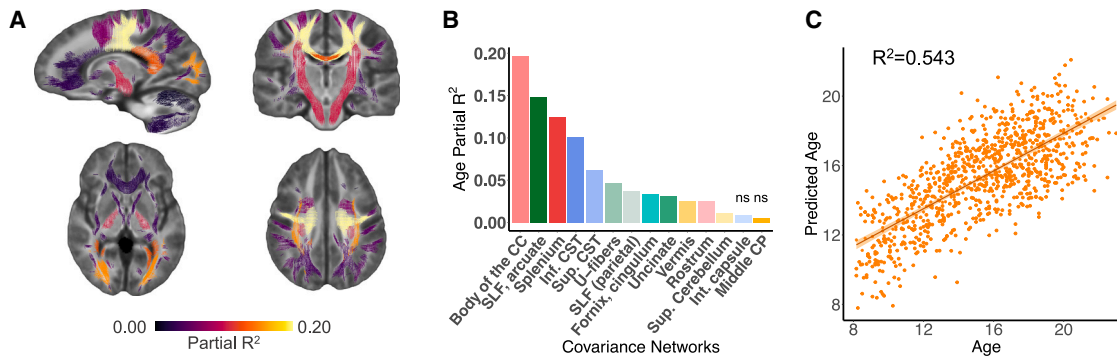 A
0.00
0.20
Partial R²
B
Age Partial R²
0.20
0.15
0.10
0.05
0.00
ns ns
Body of the CC
SLF, arcuate
Splenium
Int. CST
Sup. CST
U-fibers
SLF (parietal)
Fornix, cingulum
Uncinate
Vermis
Rostrum
Sup. Cerebellum
Int. capsule
Middle CP
Covariance Networks
C
R²=0.543
Predicted Age
20
16
12
8
8
12
16
20
Age